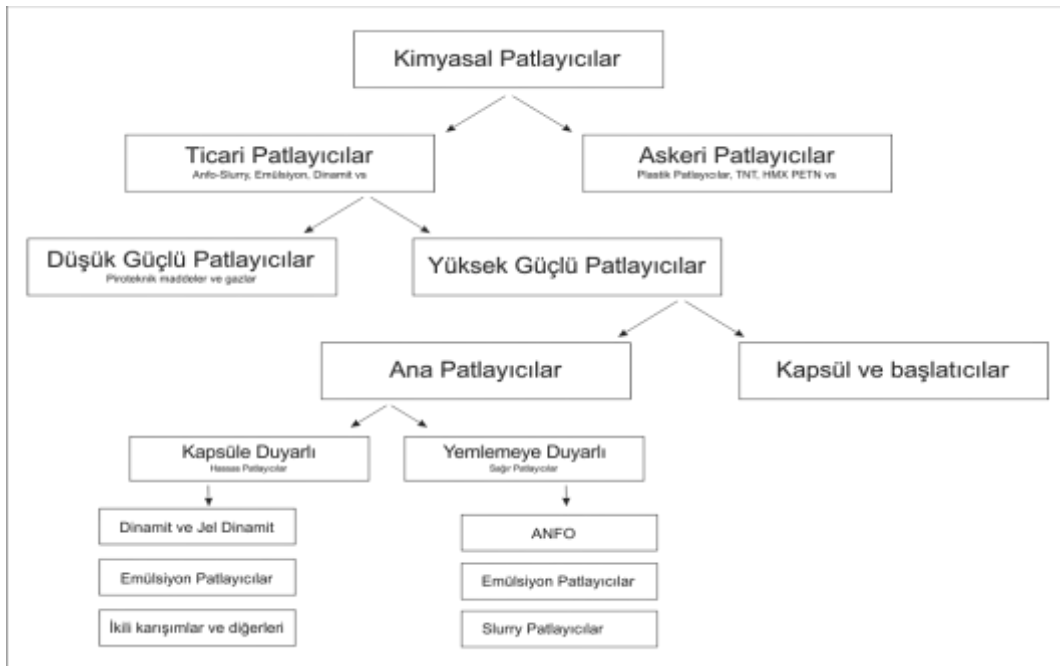 Kimyasal Patlayıcılar
Ticari Patlayıcılar
Anfo-Slurry, Emülsiyon, Dinamit vs
Askeri Patlayıcılar
Plastik Patlayıcılar, TNT, HMX PETN vs
Düşük Güçlü Patlayıcılar
Piroteknik maddeler ve gazlar
Yüksek Güçlü Patlayıcılar
Ana Patlayıcılar
Kapsül ve başlatıcılar
Kapsüle Duyarlı
Hassas Patlayıcılar
Yemlemeye Duyarlı
Sağır Patlayıcılar
Dinamit ve Jel Dinamit
Emülsiyon Patlayıcılar
İkili karışımlar ve diğerleri
ANFO
Emülsiyon Patlayıcılar
Slurry Patlayıcılar